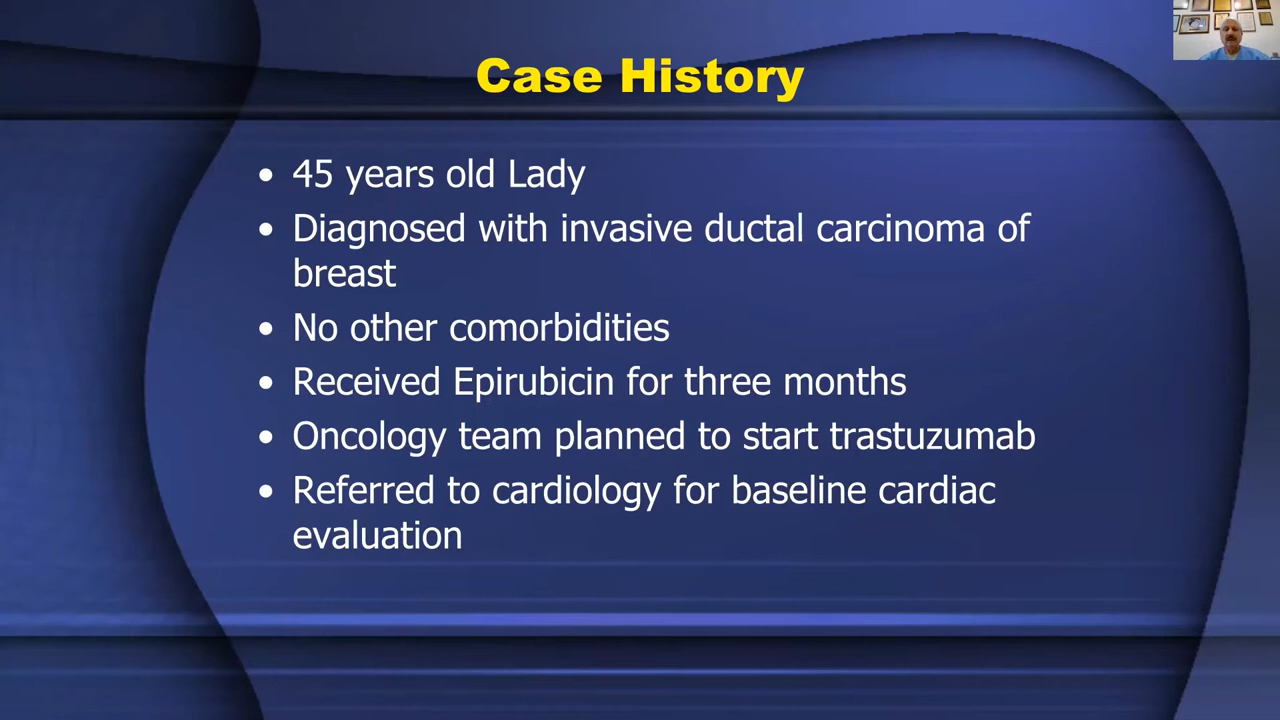 Case History
• 45 years old Lady
• Diagnosed with invasive ductal carcinoma of
breast
• No other comorbidities
• Received Epirubicin for three months
• Oncology team planned to start trastuzumab
• Referred to cardiology for baseline cardiac
evaluation